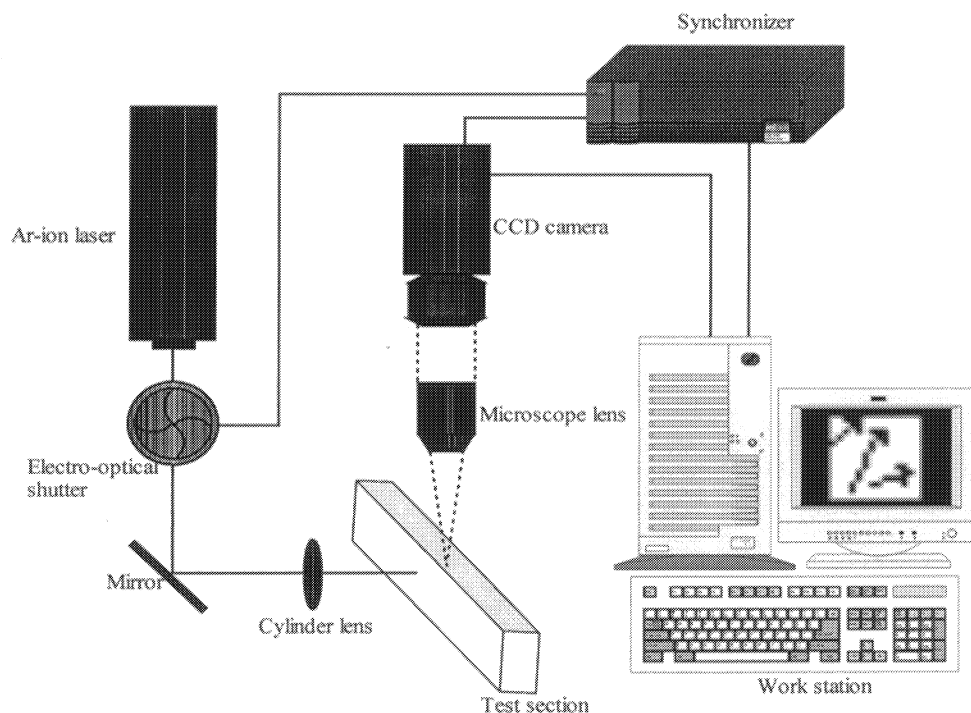 Synchronizer
Ar-ion laser
CCD camera
Microscope lens
Electro-optical
shutter
Mirror
Cylinder lens
Test section
Work station